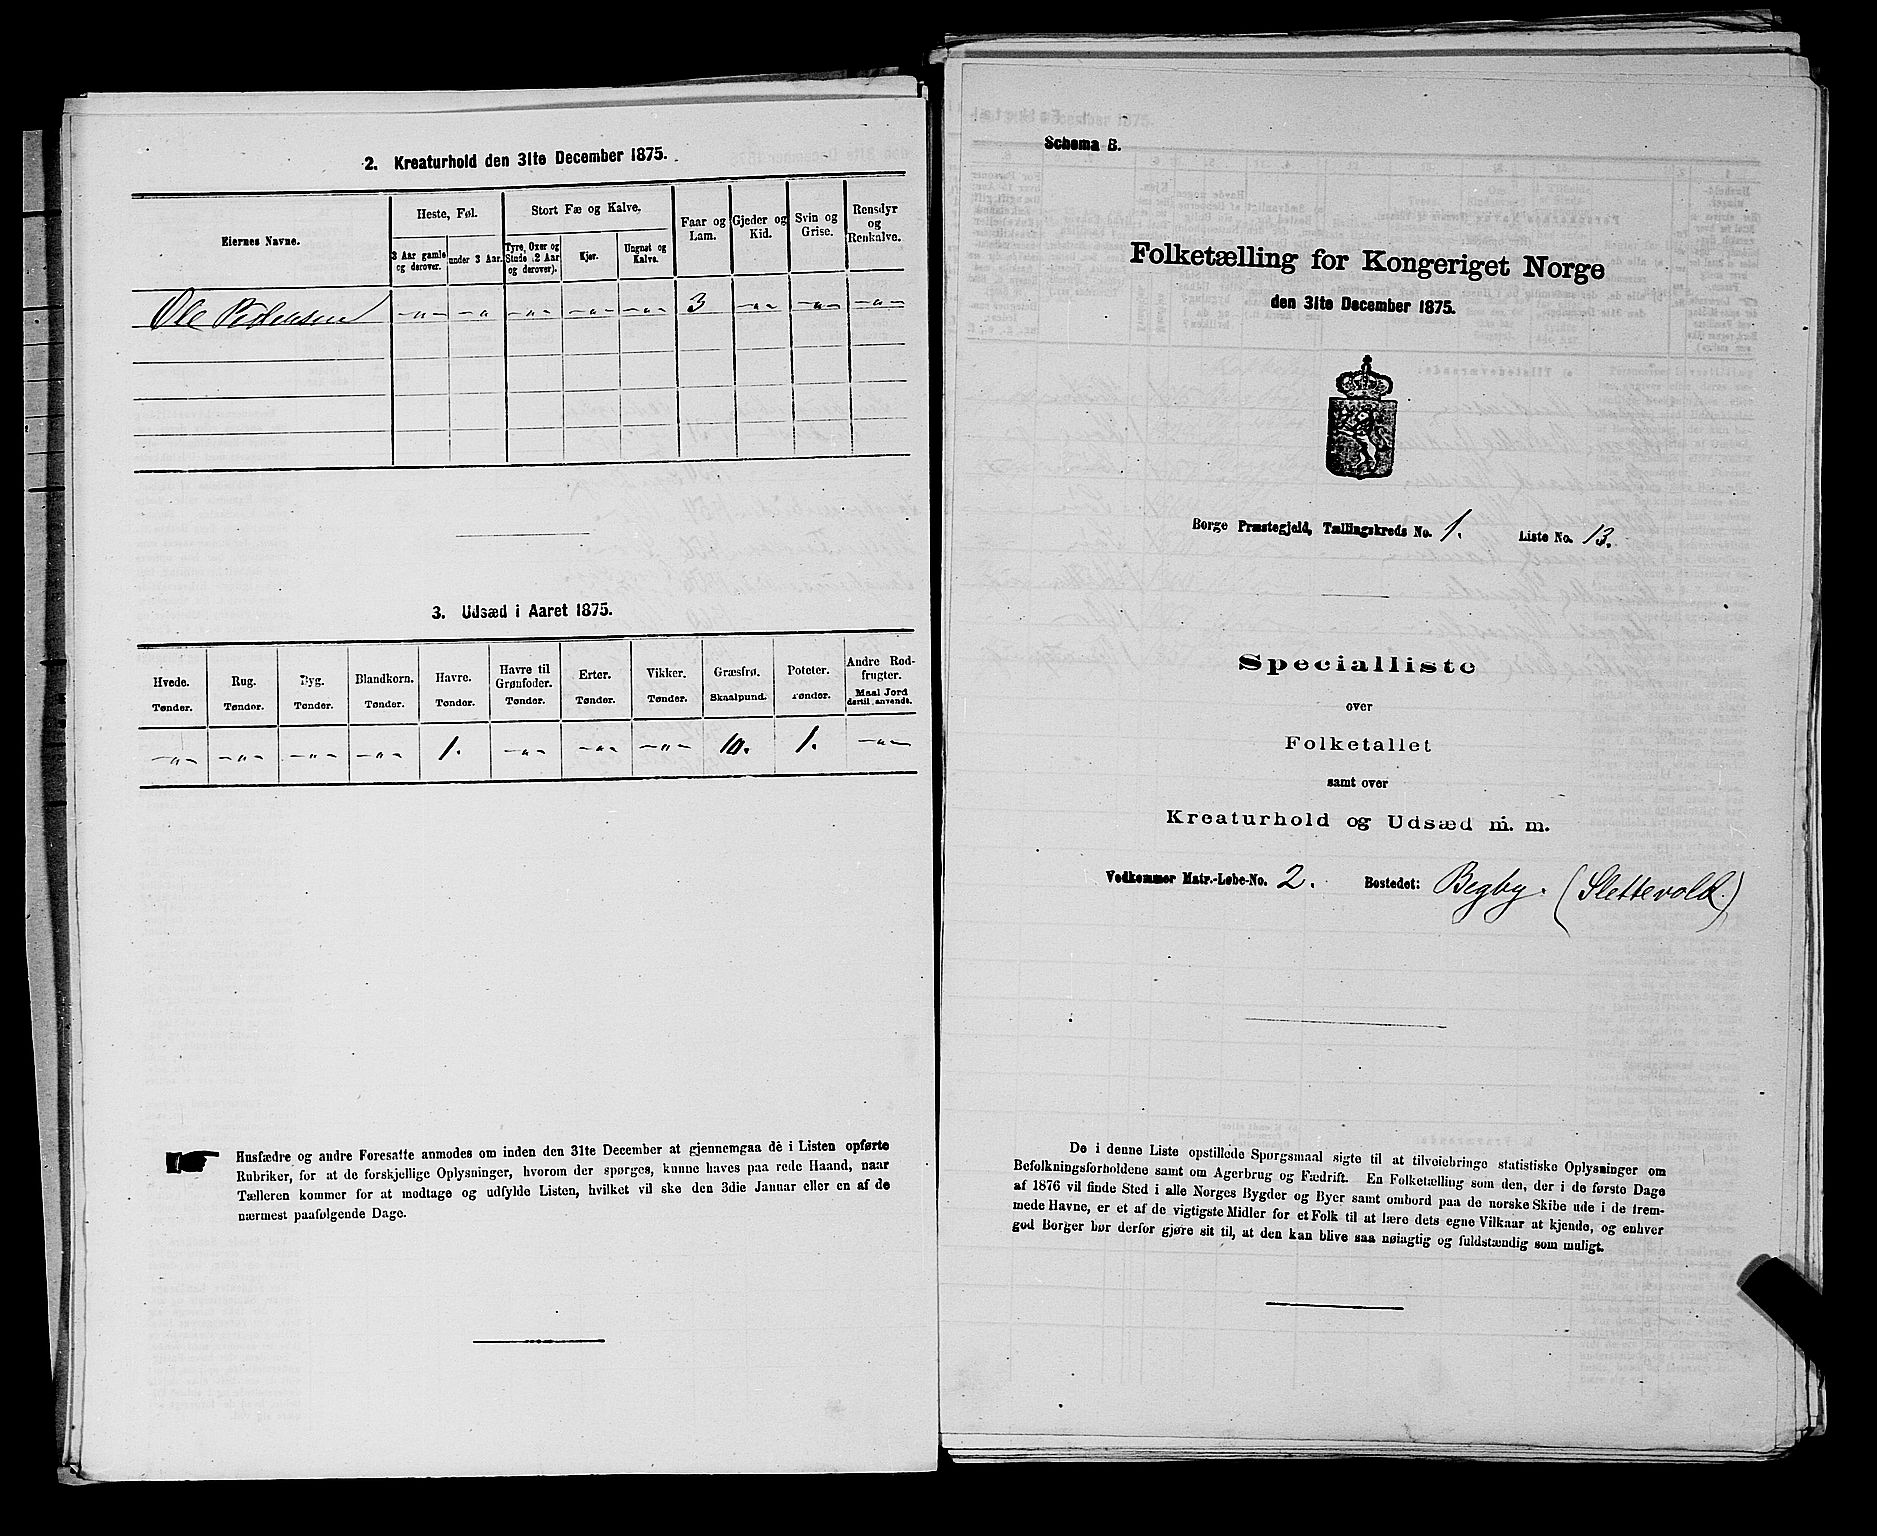 2. Kreaturhold den 31te December 1875.
Eiernes Navne.
Heste, Føl.
3 Aar gamle og derover.
under 3 Aar.
Stort Fæ og Kalve.
Tyre, Oxer og Stude (2 Aar og derover).
Kjør.
Ungnøt og Kalve.
Faar og Lam.
Gjeder og Kid.
Svin og Grise.
Rensdyr og Renkalve.
Ole Pedersen -"- -" -"- -"- -"- 3 -"- -"- -"-
3. Udsæd i Aaret 1875.
Hvede. Rug. Byg. Blandkorn. Havre. Havre til Grønfoder. Erter. Vikker. Græsfrø. Poteter. Andre Rodfrugter.
Tønder. Tønder. Tønder. Tønder. Tønder. Tønder. Tønder. Tønder. Skaalpund. Tønder. Maal Jord dertil anvendt.
-"- -"- -"- -"- 1. -"- -"- -"- 10. 1. -"-
Husfædre og andre Foresatte anmodes om inden den 31te December at gjennemgaa de i Listen opførte
Rubriker, for at de forskjellige Oplysninger, hvorom der spørges, kunne haves paa rede Haand, naar
Tælleren kommer for at modtage og udfylde Listen, hvilket vil ske den 3die Januar eller en af de
nærmest paafølgende Dage.
Schema B.
Folketælling for Kongeriget Norge
den 31te December 1875.
Borge Præstegjeld, Tællingskreds No. 1. Liste No. 13.
Specialliste
over
Folketallet
samt over
Kreaturhold og Udsæd m. m.
Vedkommer Matr.-Løbe-No. 2. Bostedet: Begby. (Slettevold.)
De i denne Liste opstillede Spørgsmaal sigte til at tilveiebringe statistiske Oplysninger om
Befolkningsforholdene samt om Agerbrug og Fædrift. En Folketælling som den, der i de første Dage
af 1876 vil finde Sted i alle Norges Bygder og Byer samt ombord paa de norske Skibe ude i de frem-
mede Havne, er et af de vigtigste Midler for et Folk til at lære dets egne Vilkaar at kjende, og enhver
god Borger bør derfor gjøre sit til, at den kan blive saa nøiagtig og fuldstændig som muligt.